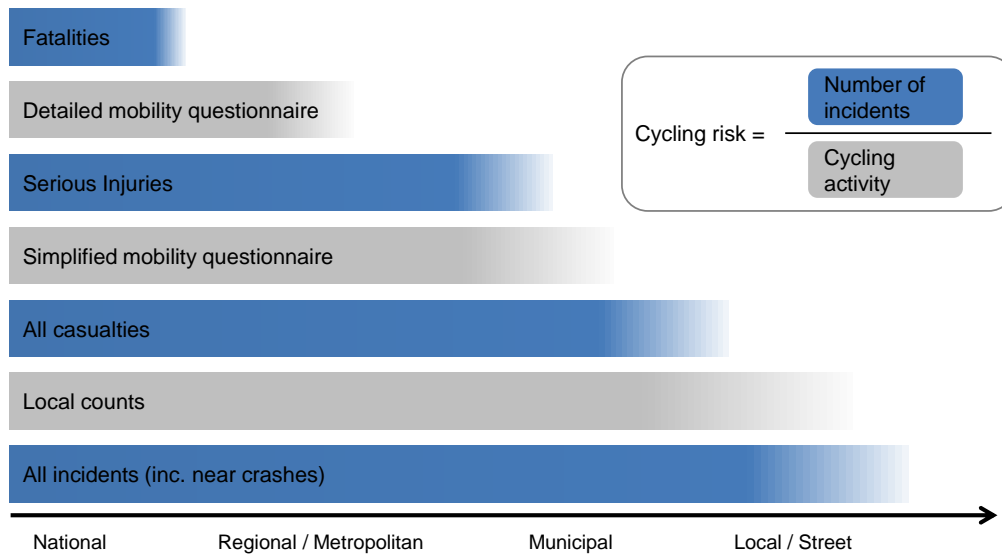 Fatalities
Detailed mobility questionnaire
Serious Injuries
Simplified mobility questionnaire
All casualties
Local counts
All incidents (inc. near crashes)
Cycling risk =
Number of
incidents
Cycling
activity
National
Regional / Metropolitan
Municipal
Local / Street